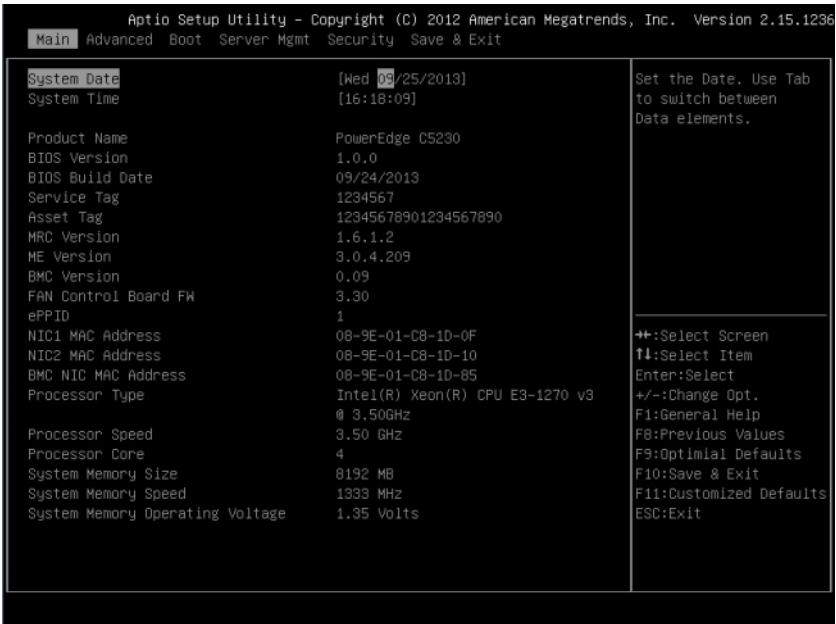 Aptio Setup Utility – Copyright (C) 2012 American Megatrends, Inc. Version 2.15.1236
Main Advanced Boot Server Mgmt Security Save & Exit
System Date [Wed 09/25/2013]
System Time [16:18:09]
Product Name PowerEdge C5230
BIOS Version 1.0.0
BIOS Build Date 09/24/2013
Service Tag 1234567
Asset Tag 12345678901234567890
MRC Version 1.6.1.2
ME Version 3.0.4.209
BMC Version 0.09
FAN Control Board FW 3.30
ePPID 1
NIC1 MAC Address 08-9E-01-C8-1D-0F
NIC2 MAC Address 08-9E-01-C8-1D-10
BMC NIC MAC Address 08-9E-01-C8-1D-85
Processor Type Intel(R) Xeon(R) CPU E3-1270 v3
@ 3.50GHz
Processor Speed 3.50 GHz
Processor Core 4
System Memory Size 8192 MB
System Memory Speed 1333 MHz
System Memory Operating Voltage 1.35 Volts
Set the Date. Use Tab
to switch between
Data elements.
→←:Select Screen
↑↓:Select Item
Enter:Select
+/-:Change Opt.
F1:General Help
F8:Previous Values
F9:Optimial Defaults
F10:Save & Exit
F11:Customized Defaults
ESC:Exit